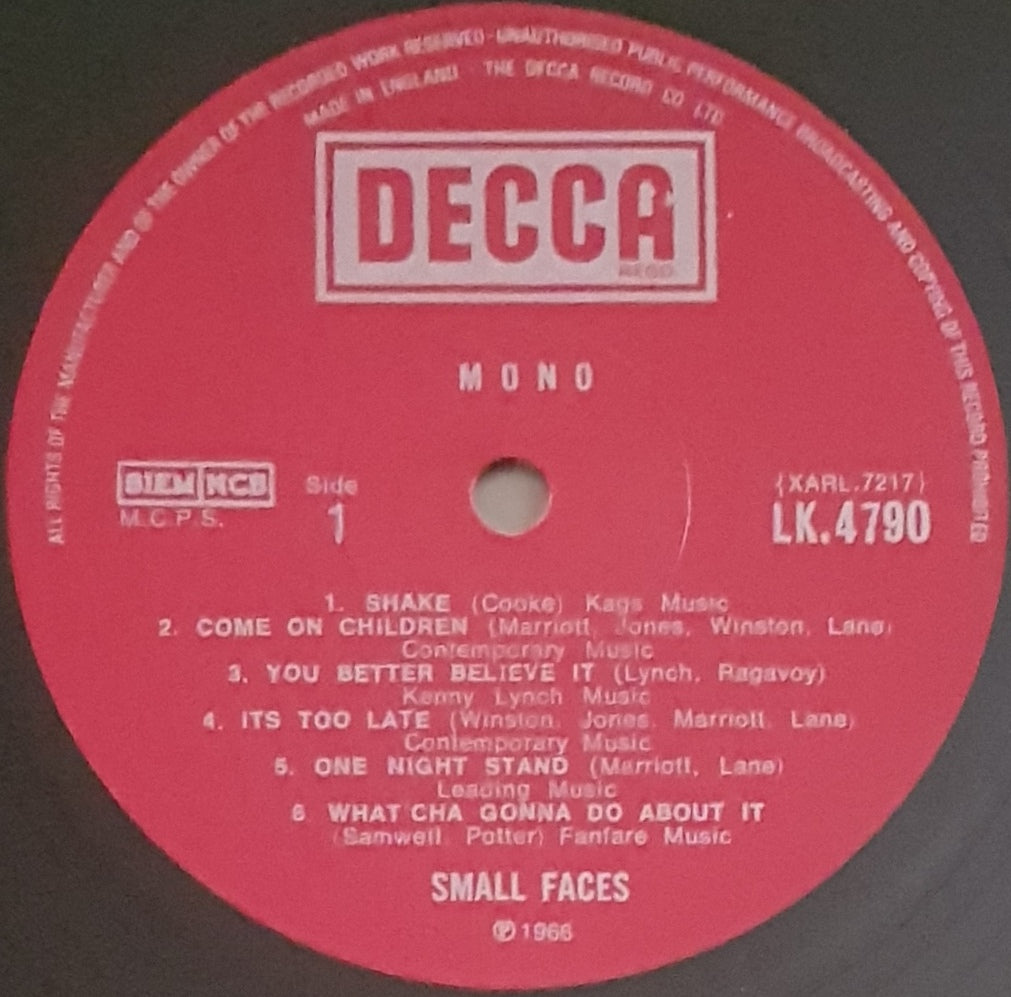 ALL RIGHTS OF THE MANUFACTURER AND OF THE OWNER OF THE RECORDED WORK RESERVED · UNAUTHORISED PUBLIC PERFORMANCE BROADCASTING AND COPYING OF THIS RECORD PROHIBITED
MADE IN ENGLAND · THE DECCA RECORD CO. LTD.
DECCA
REGD.
MONO
BIEM MCB
M.C.P.S.
Side
1
(XARL.7217)
LK.4790
1. SHAKE (Cooke) Kags Music
2. COME ON CHILDREN (Marriott, Jones, Winston, Lane)
Contemporary Music
3. YOU BETTER BELIEVE IT (Lynch, Ragavoy)
Kenny Lynch Music
4. ITS TOO LATE (Winston, Jones, Marriott, Lane)
Contemporary Music
5. ONE NIGHT STAND (Marriott, Lane)
Leading Music
6. WHAT CHA GONNA DO ABOUT IT
(Samwell, Potter) Fanfare Music
SMALL FACES
℗ 1966